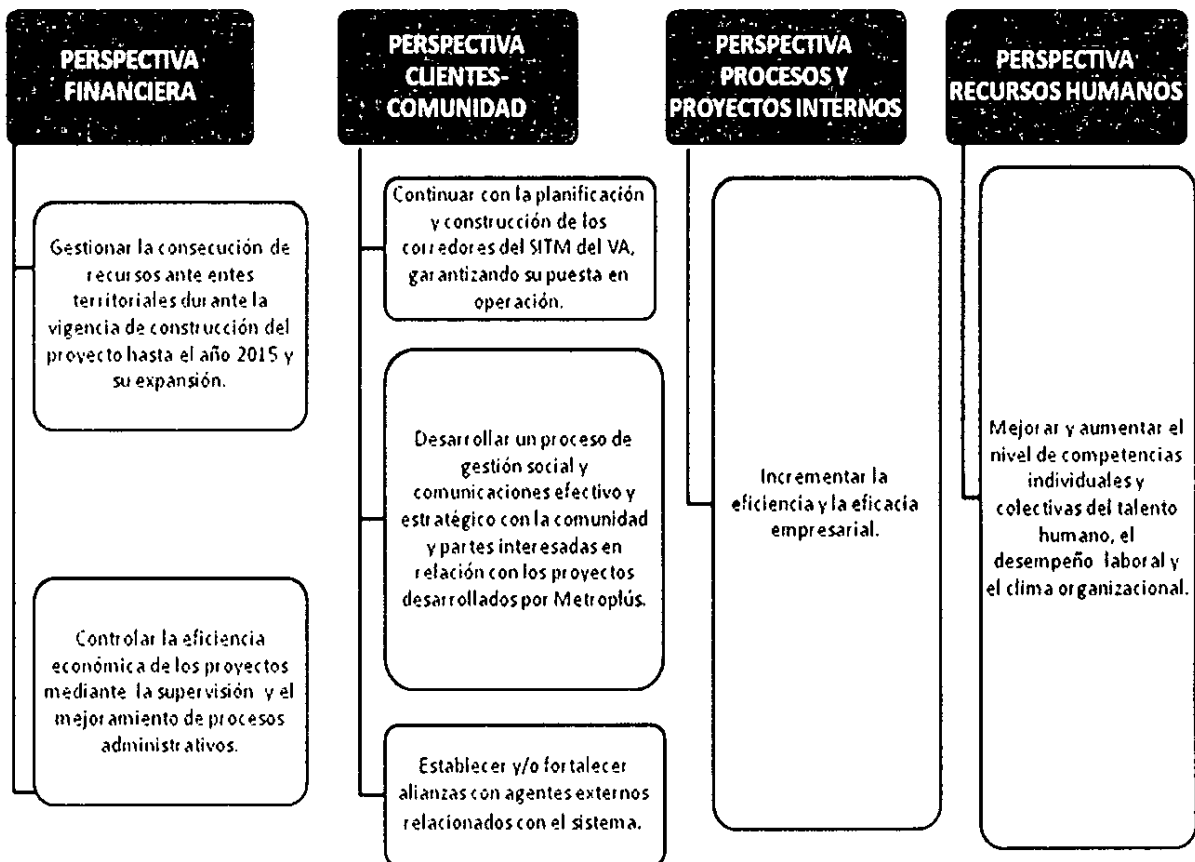 PERSPECTIVA
FINANCIERA
Gestionar la consecución de
recursos ante entes
territoriales durante la
vigencia de construcción del
proyecto hasta el año 2015 y
su expansión.
Controlar la eficiencia
económica de los proyectos
mediante la supervisión y el
mejoramiento de procesos
administrativos.
PERSPECTIVA
CLIENTES-
COMUNIDAD
Continuar con la planificación
y construcción de los
corredores del SITM del VA,
garantizando su puesta en
operación.
Desarrollar un proceso de
gestión social y
comunicaciones efectivo y
estratégico con la comunidad
y partes interesadas en
relación con los proyectos
desarrollados por Metroplús.
Establecer y/o fortalecer
alianzas con agentes externos
relacionados con el sistema.
PERSPECTIVA
PROCESOS Y
PROYECTOS INTERNOS
Incrementar la
eficiencia y la eficacia
empresarial.
PERSPECTIVA
RECURSOS HUMANOS
Mejorar y aumentar el
nivel de competencias
individuales y
colectivas del talento
humano, el
desempeño laboral y
el clima organizacional.